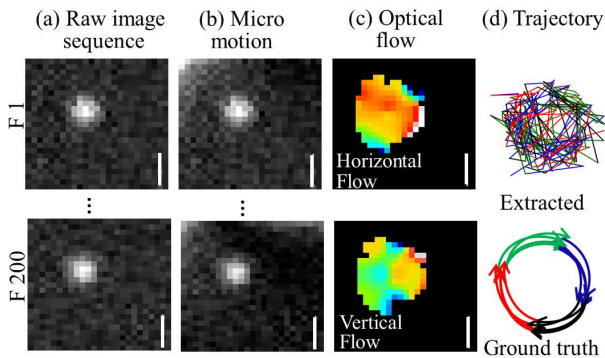 (a) Raw image sequence
(b) Micro motion
(c) Optical flow
(d) Trajectory
F 1
Horizontal
Flow
Extracted
...
...
F 200
Vertical
Flow
Ground truth